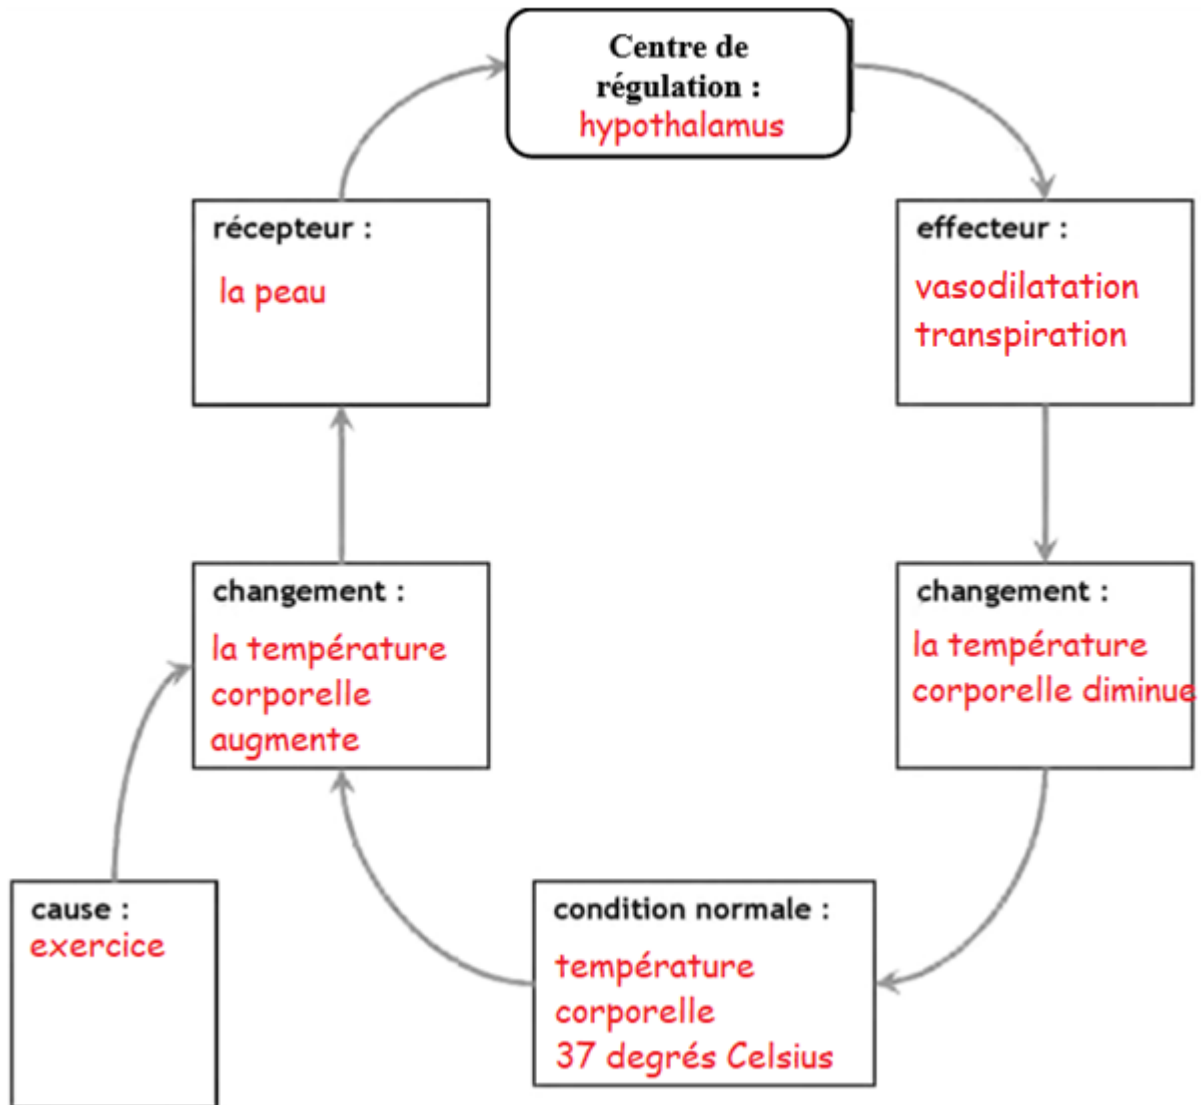 Centre de
régulation :
hypothalamus
récepteur :
la peau
effecteur :
vasodilatation
transpiration
changement :
la température
corporelle
augmente
changement :
la température
corporelle diminue
cause :
exercice
condition normale :
température
corporelle
37 degrés Celsius